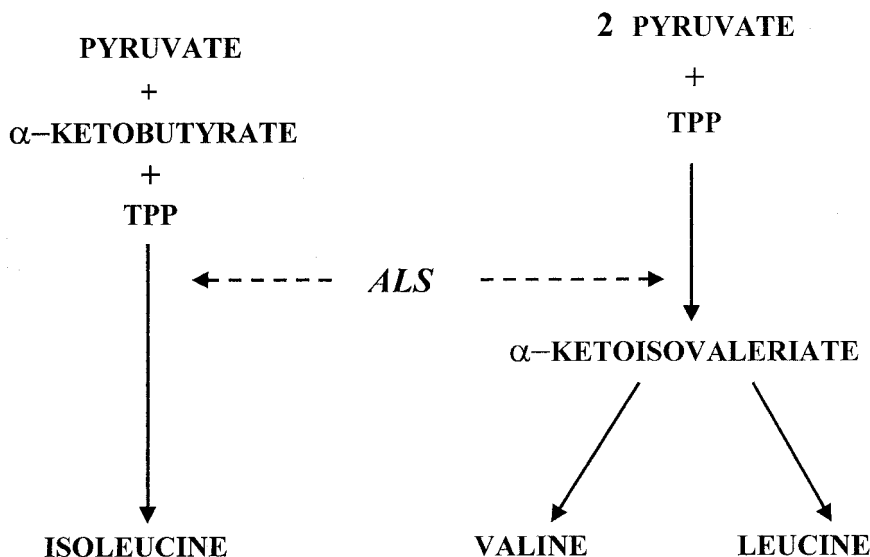 PYRUVATE
+
α–KETOBUTYRATE
+
TPP
2 PYRUVATE
+
TPP
ALS
α–KETOISOVALERIATE
ISOLEUCINE
VALINE
LEUCINE